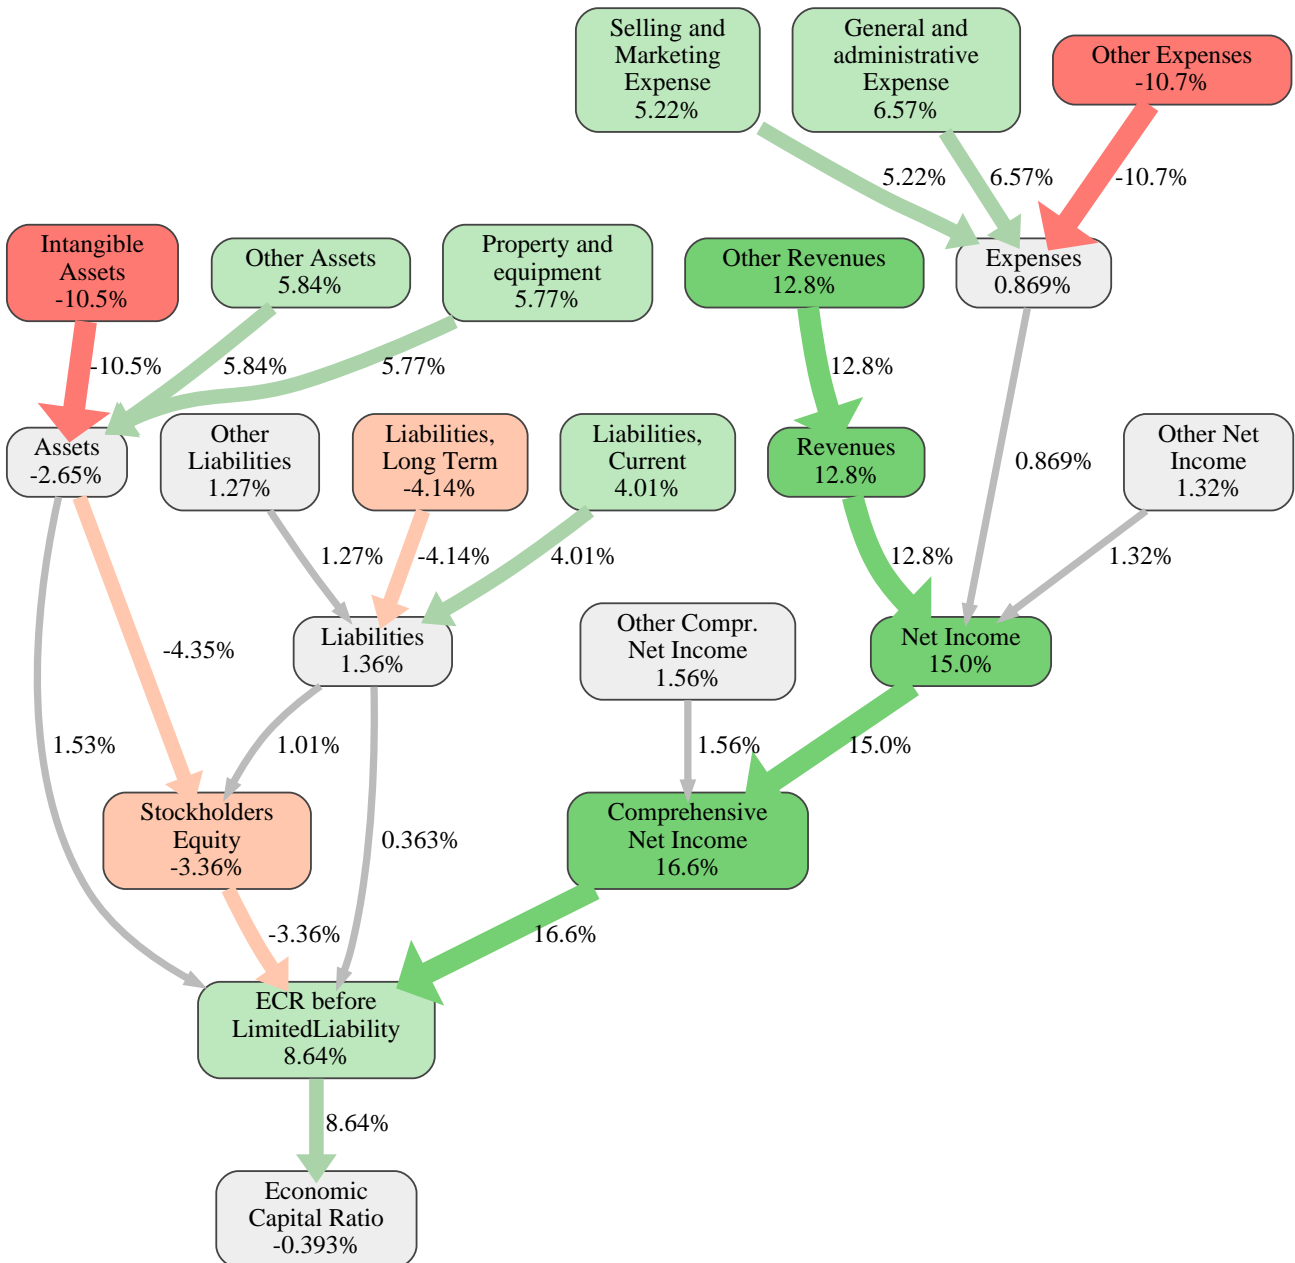 Selling and
Marketing
Expense
5.22%
General and
administrative
Expense
6.57%
Other Expenses
-10.7%
5.22%
6.57%
-10.7%
Intangible
Assets
-10.5%
Other Assets
5.84%
Property and
equipment
5.77%
Other Revenues
12.8%
Expenses
0.869%
-10.5%
5.84%
5.77%
12.8%
Assets
-2.65%
Other
Liabilities
1.27%
Liabilities,
Long Term
-4.14%
Liabilities,
Current
4.01%
Revenues
12.8%
0.869%
Other Net
Income
1.32%
1.27%
-4.14%
4.01%
12.8%
1.32%
-4.35%
Liabilities
1.36%
Other Compr.
Net Income
1.56%
Net Income
15.0%
1.53%
1.01%
1.56%
15.0%
Stockholders
Equity
-3.36%
0.363%
Comprehensive
Net Income
16.6%
-3.36%
16.6%
ECR before
LimitedLiability
8.64%
8.64%
Economic
Capital Ratio
-0.393%